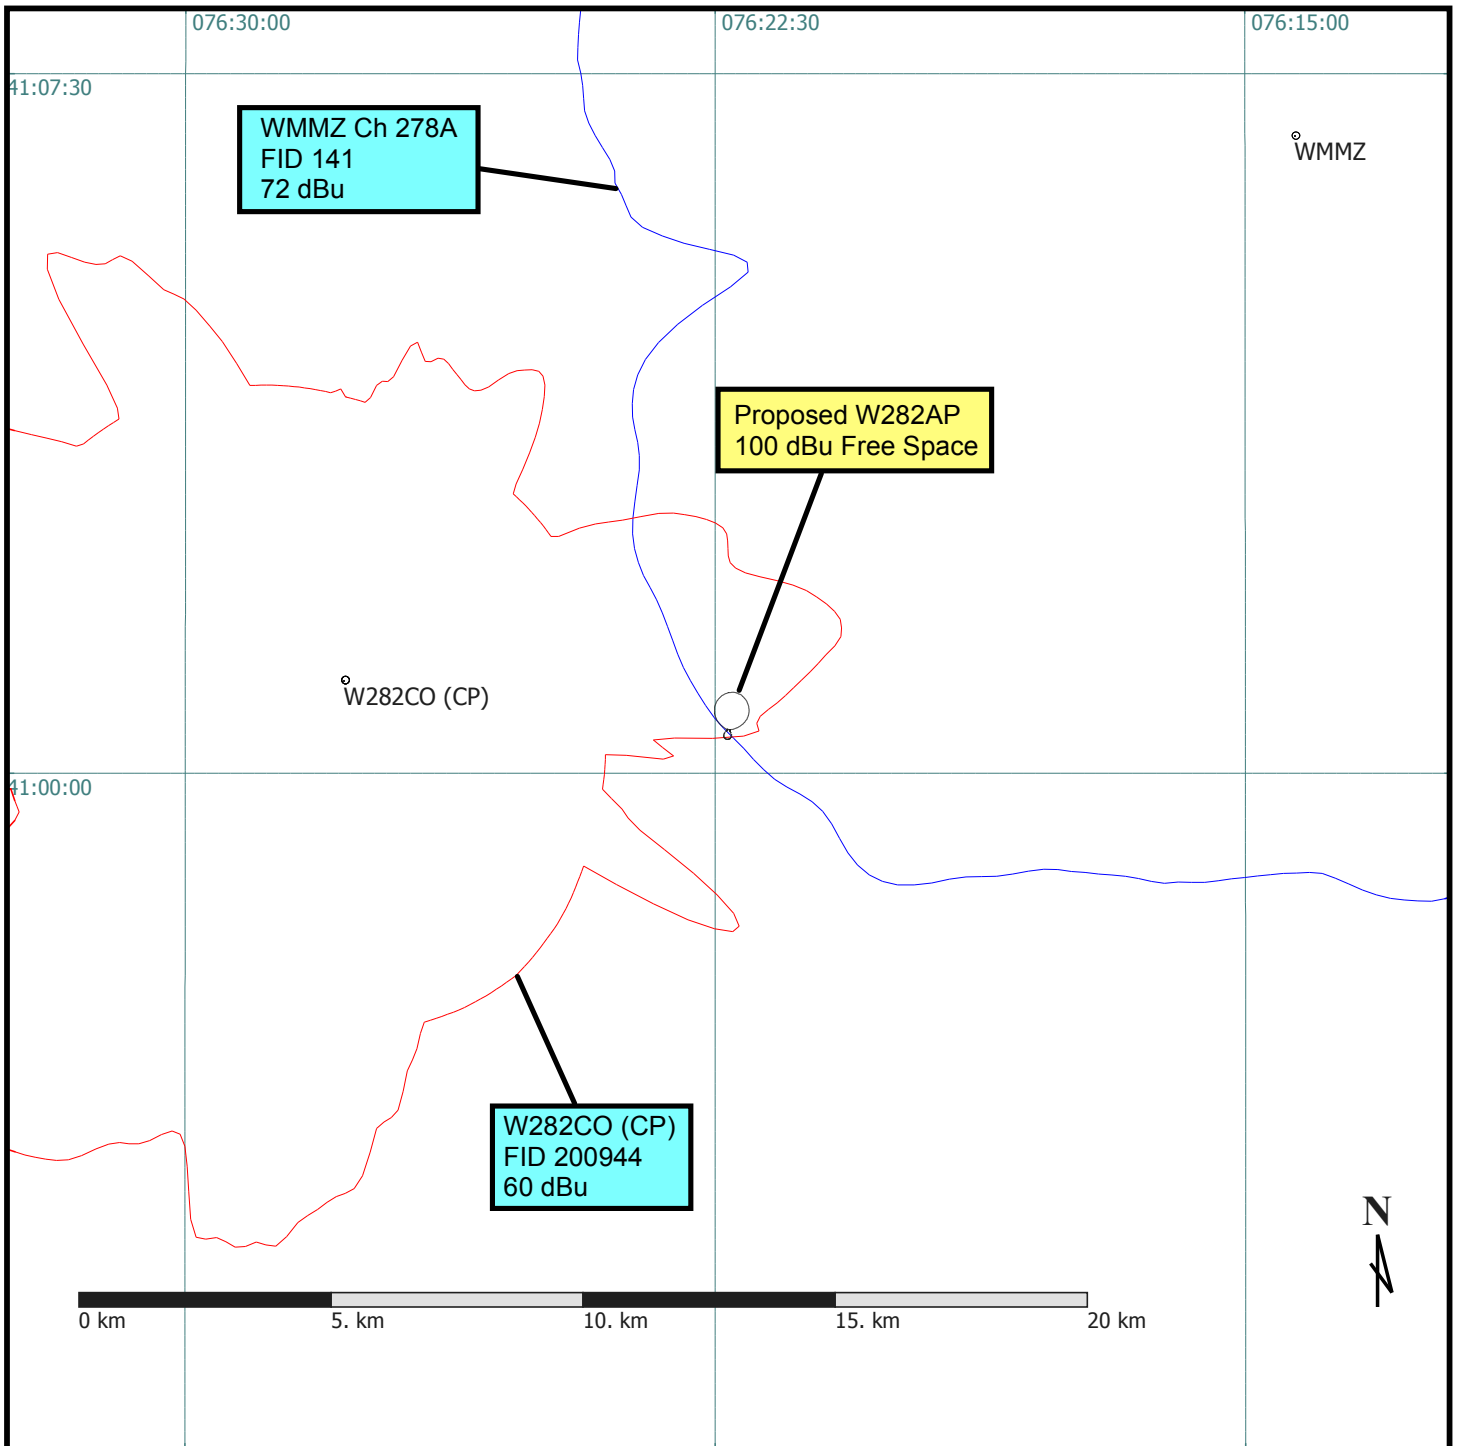 076:30:00
076:22:30
076:15:00
41:07:30
WMMZ Ch 278A
FID 141
72 dBu
WMMZ
Proposed W282AP
100 dBu Free Space
W282CO (CP)
41:00:00
W282CO (CP)
FID 200944
60 dBu
N
0 km
5. km
10. km
15. km
20 km